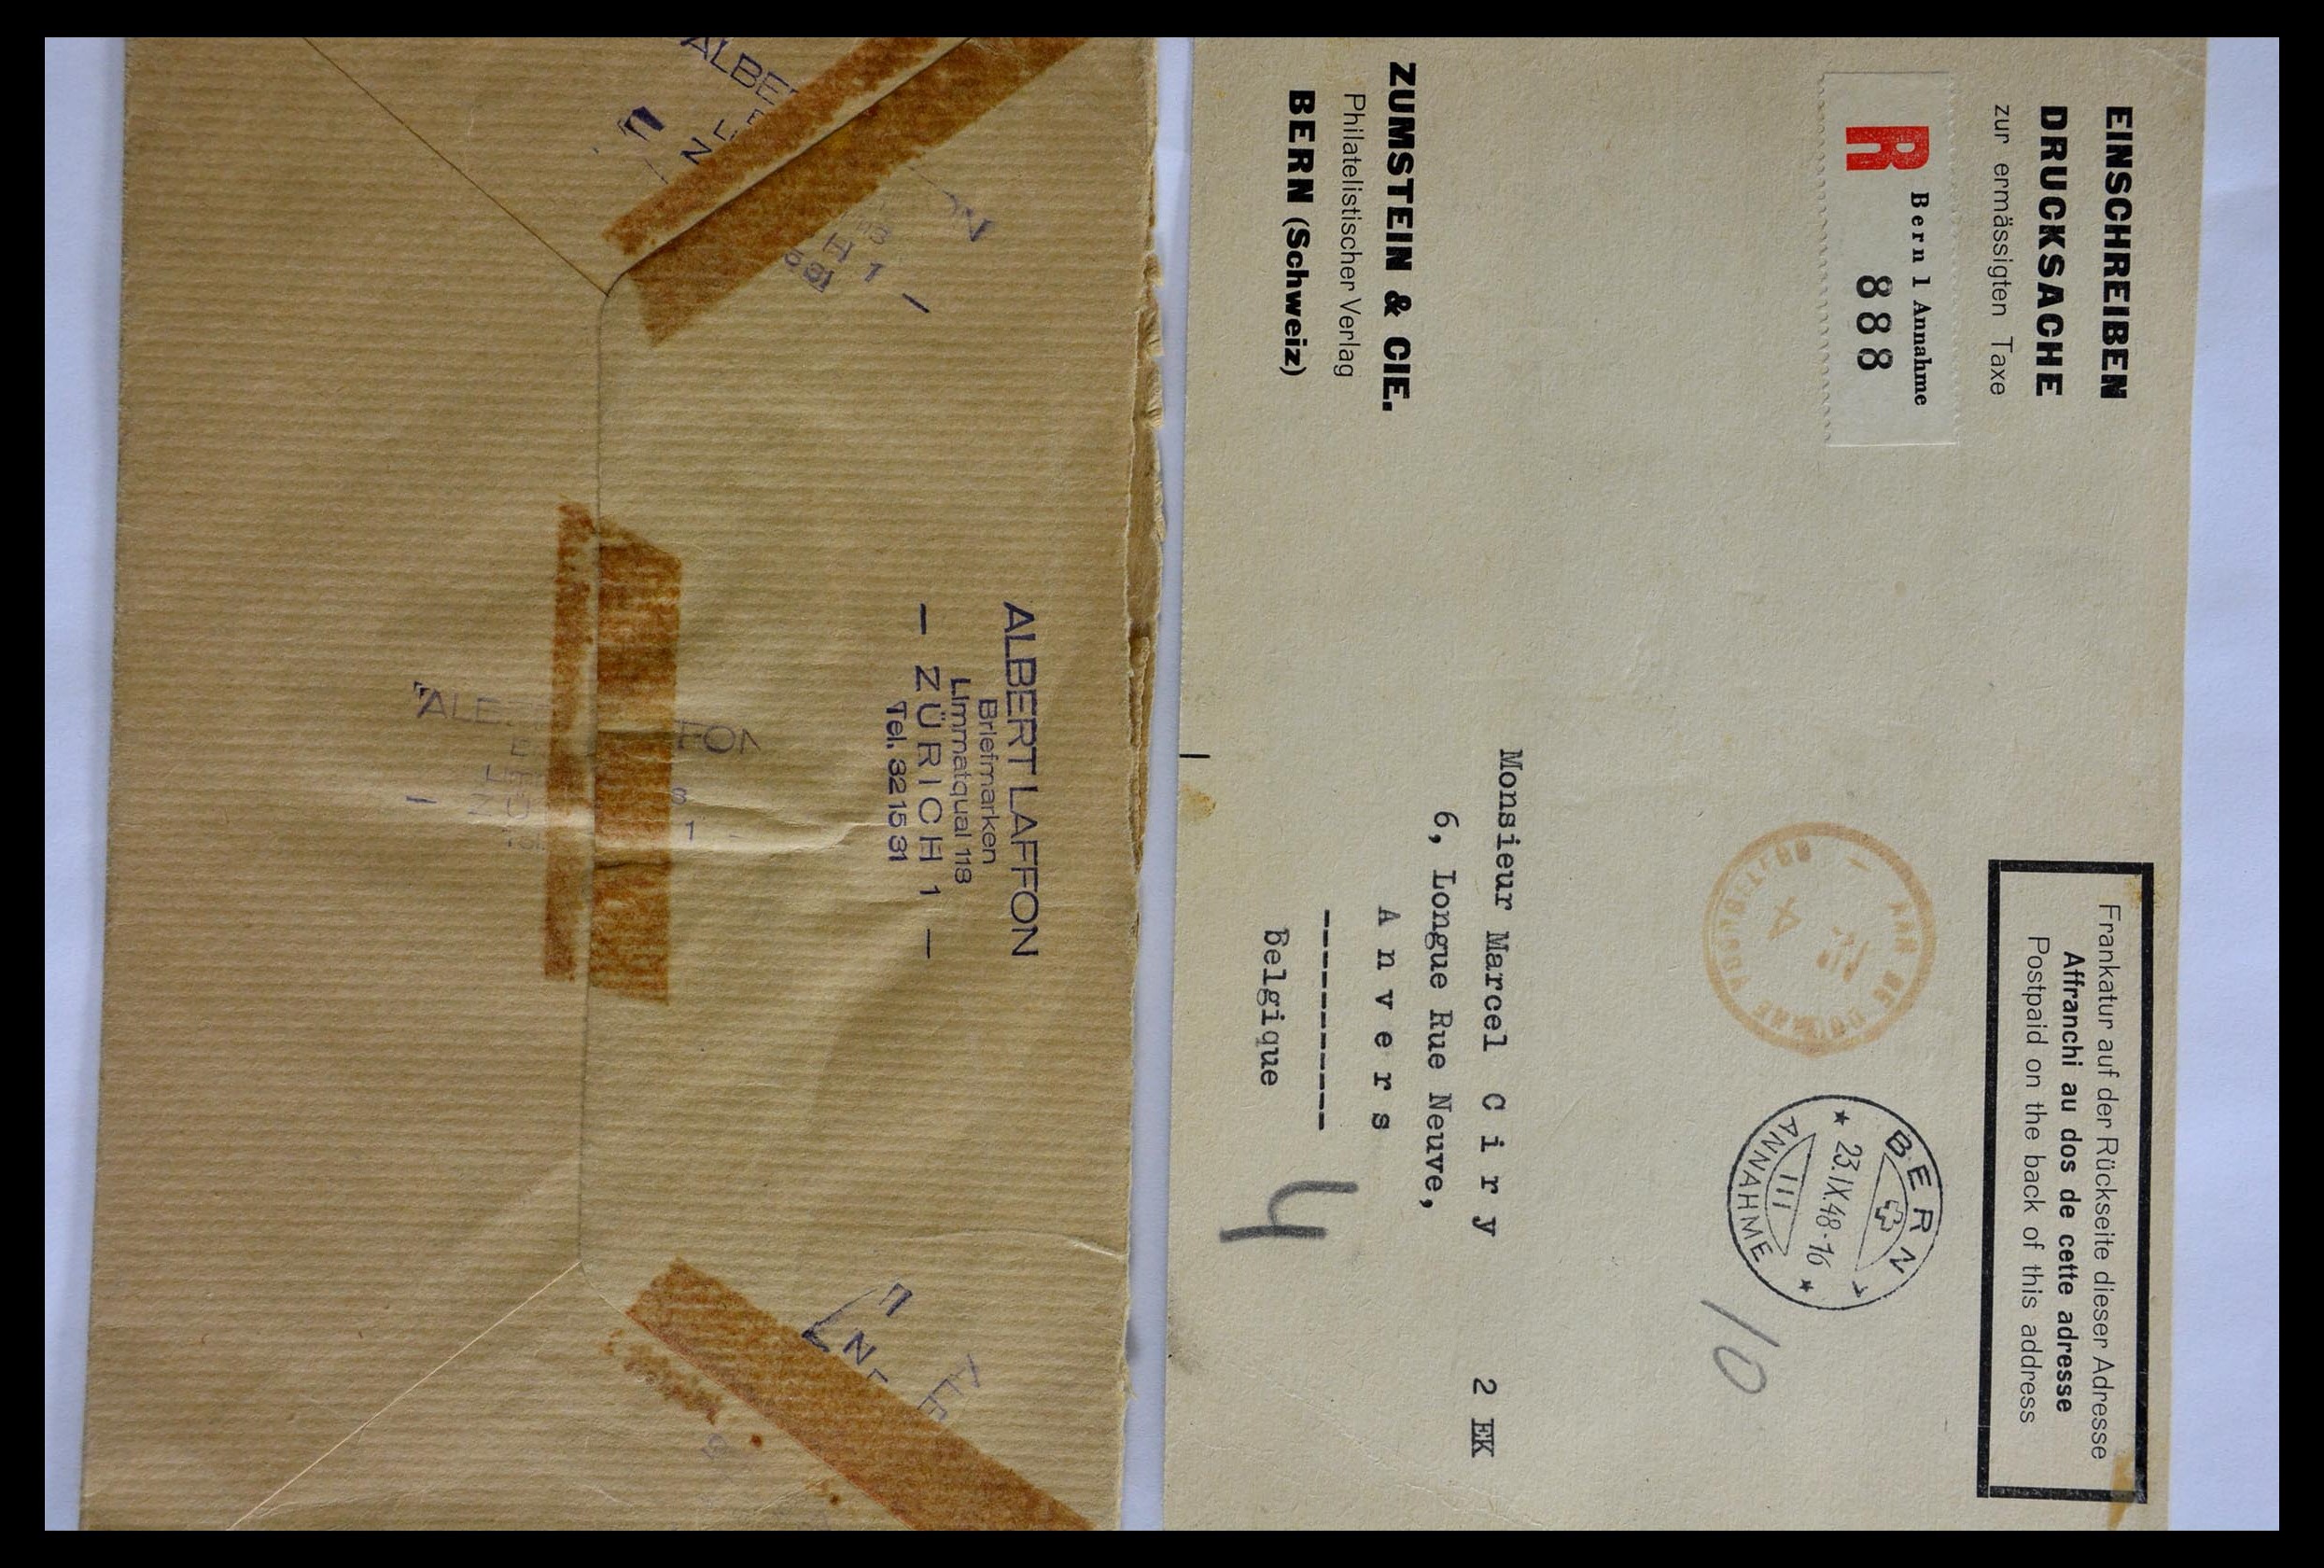 EINSCHREIBEN
DRUCKSACHE
zur ermässigten Taxe
R
Bern 1 Annahme
888
Frankatur auf der Rückseite dieser Adresse
Affranchi au dos de cette adresse
Postpaid on the back of this address
BERN 1
23.IX.48-16
III
ANNAHME
10
Monsieur Marcel C i r y 2 EK
6, Longue Rue Neuve,
A n v e r s
----------
Belgique
4
ZUMSTEIN & CIE.
Philatelistischer Verlag
BERN (Schweiz)
ALBERT LAFFON
Briefmarken
Limmatquai 118
— ZÜRICH 1 —
Tel. 32 15 31